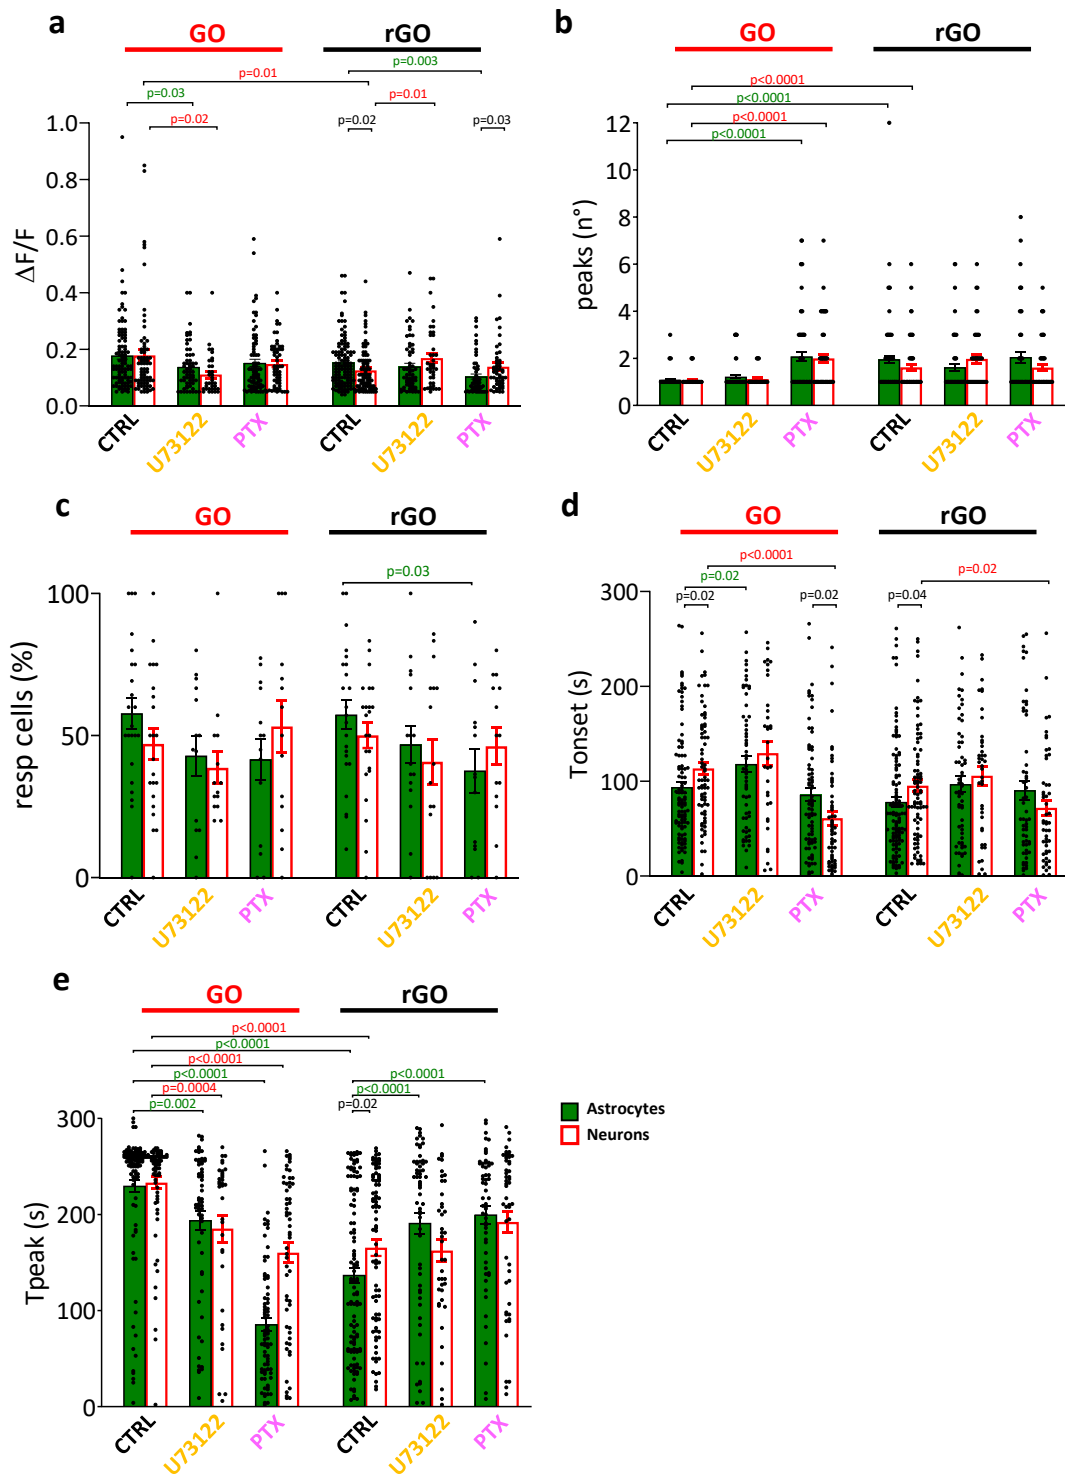 a
GO
rGO
p=0.003
p=0.01
p=0.03
p=0.01
p=0.02
p=0.02
p=0.03
1.0
0.8
0.6
0.4
0.2
0.0
ΔF/F
CTRL
U73122
PTX
CTRL
U73122
PTX
b
GO
rGO
p<0.0001
p<0.0001
p<0.0001
p<0.0001
12
10
8
6
4
2
0
peaks (n°)
CTRL
U73122
PTX
CTRL
U73122
PTX
c
GO
rGO
p=0.03
100
50
0
resp cells (%)
CTRL
U73122
PTX
CTRL
U73122
PTX
d
GO
rGO
p<0.0001
p=0.02
p=0.02
p=0.02
p=0.02
p=0.04
300
200
100
0
Tonset (s)
CTRL
U73122
PTX
CTRL
U73122
PTX
e
GO
rGO
p<0.0001
p<0.0001
p<0.0001
p<0.0001
p<0.0001
p=0.0004
p<0.0001
p=0.002
p=0.02
300
200
100
0
Tpeak (s)
CTRL
U73122
PTX
CTRL
U73122
PTX
Astrocytes
Neurons